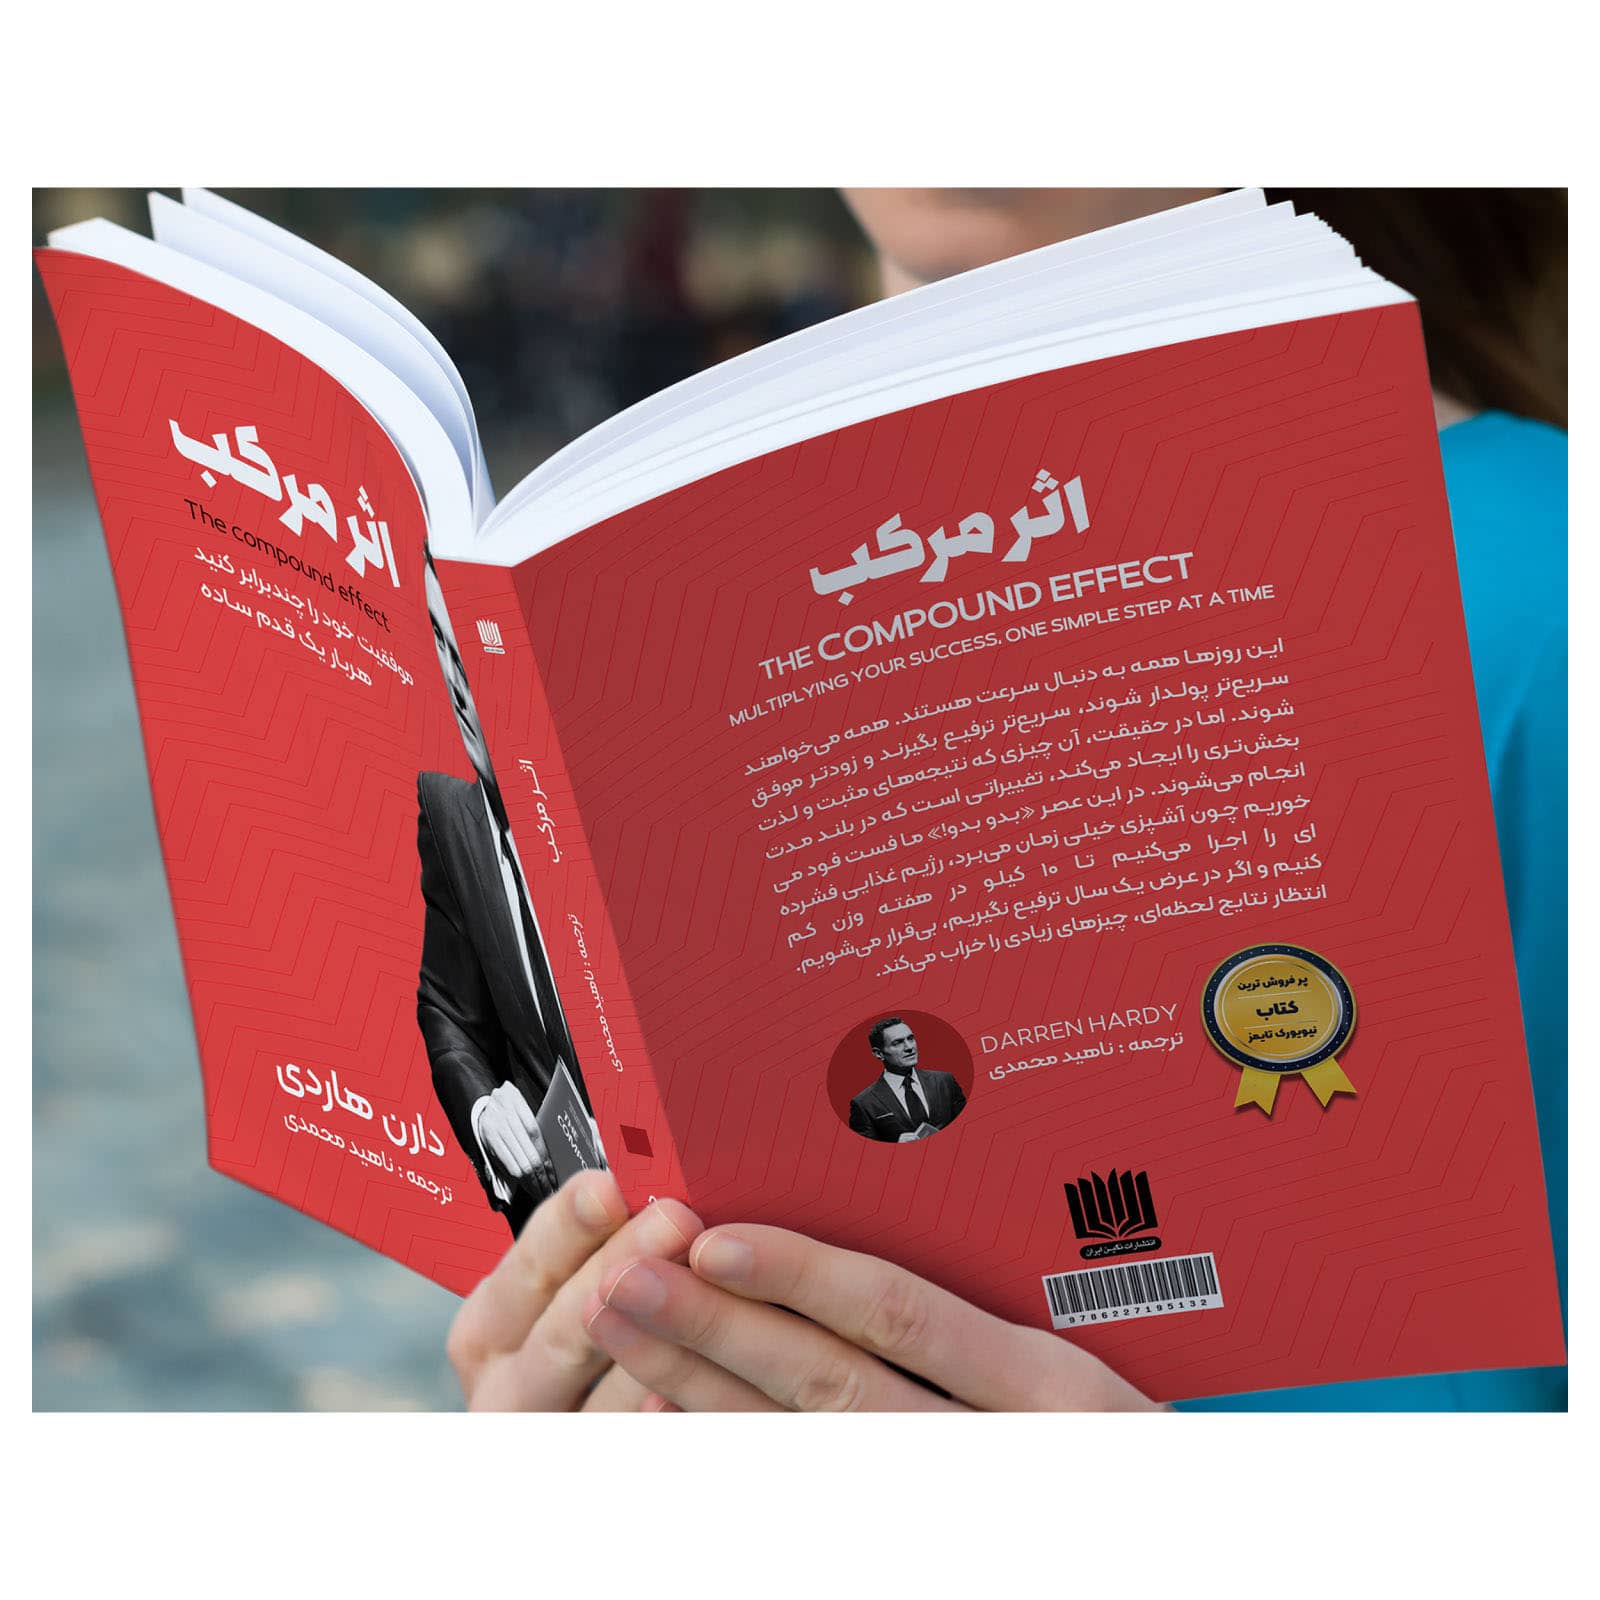 اثر مرکب
The compound effect
موفقیت خود را چندبرابر کنید
هربار یک قدم ساده
دارن هاردی
ترجمه : ناهید محمدی
THE
COMPO
اثر مرکب
ترجمه : ناهید محمدی
اثر مرکب
THE COMPOUND EFFECT
MULTIPLYING YOUR SUCCESS. ONE SIMPLE STEP AT A TIME
این روزها همه به دنبال سرعت هستند. همه می‌خواهند
سریع‌تر پولدار شوند، سریع‌تر ترفیع بگیرند و زودتر موفق
شوند. اما در حقیقت، آن چیزی که نتیجه‌های مثبت و لذت
بخش‌تری را ایجاد می‌کند، تغییراتی است که در بلند مدت
انجام می‌شوند. در این عصر «بدو بدو!» ما فست فود می
خوریم چون آشپزی خیلی زمان می‌برد، رژیم غذایی فشرده
ای را اجرا می‌کنیم تا ۱۰ کیلو در هفته وزن کم
کنیم و اگر در عرض یک سال ترفیع نگیریم، بی‌قرار می‌شویم.
انتظار نتایج لحظه‌ای، چیزهای زیادی را خراب می‌کند.
DARREN HARDY
ترجمه : ناهید محمدی
پر فروش ترین
کتاب
نیویورک تایمز
انتشارات نگین ایران
9786227195132